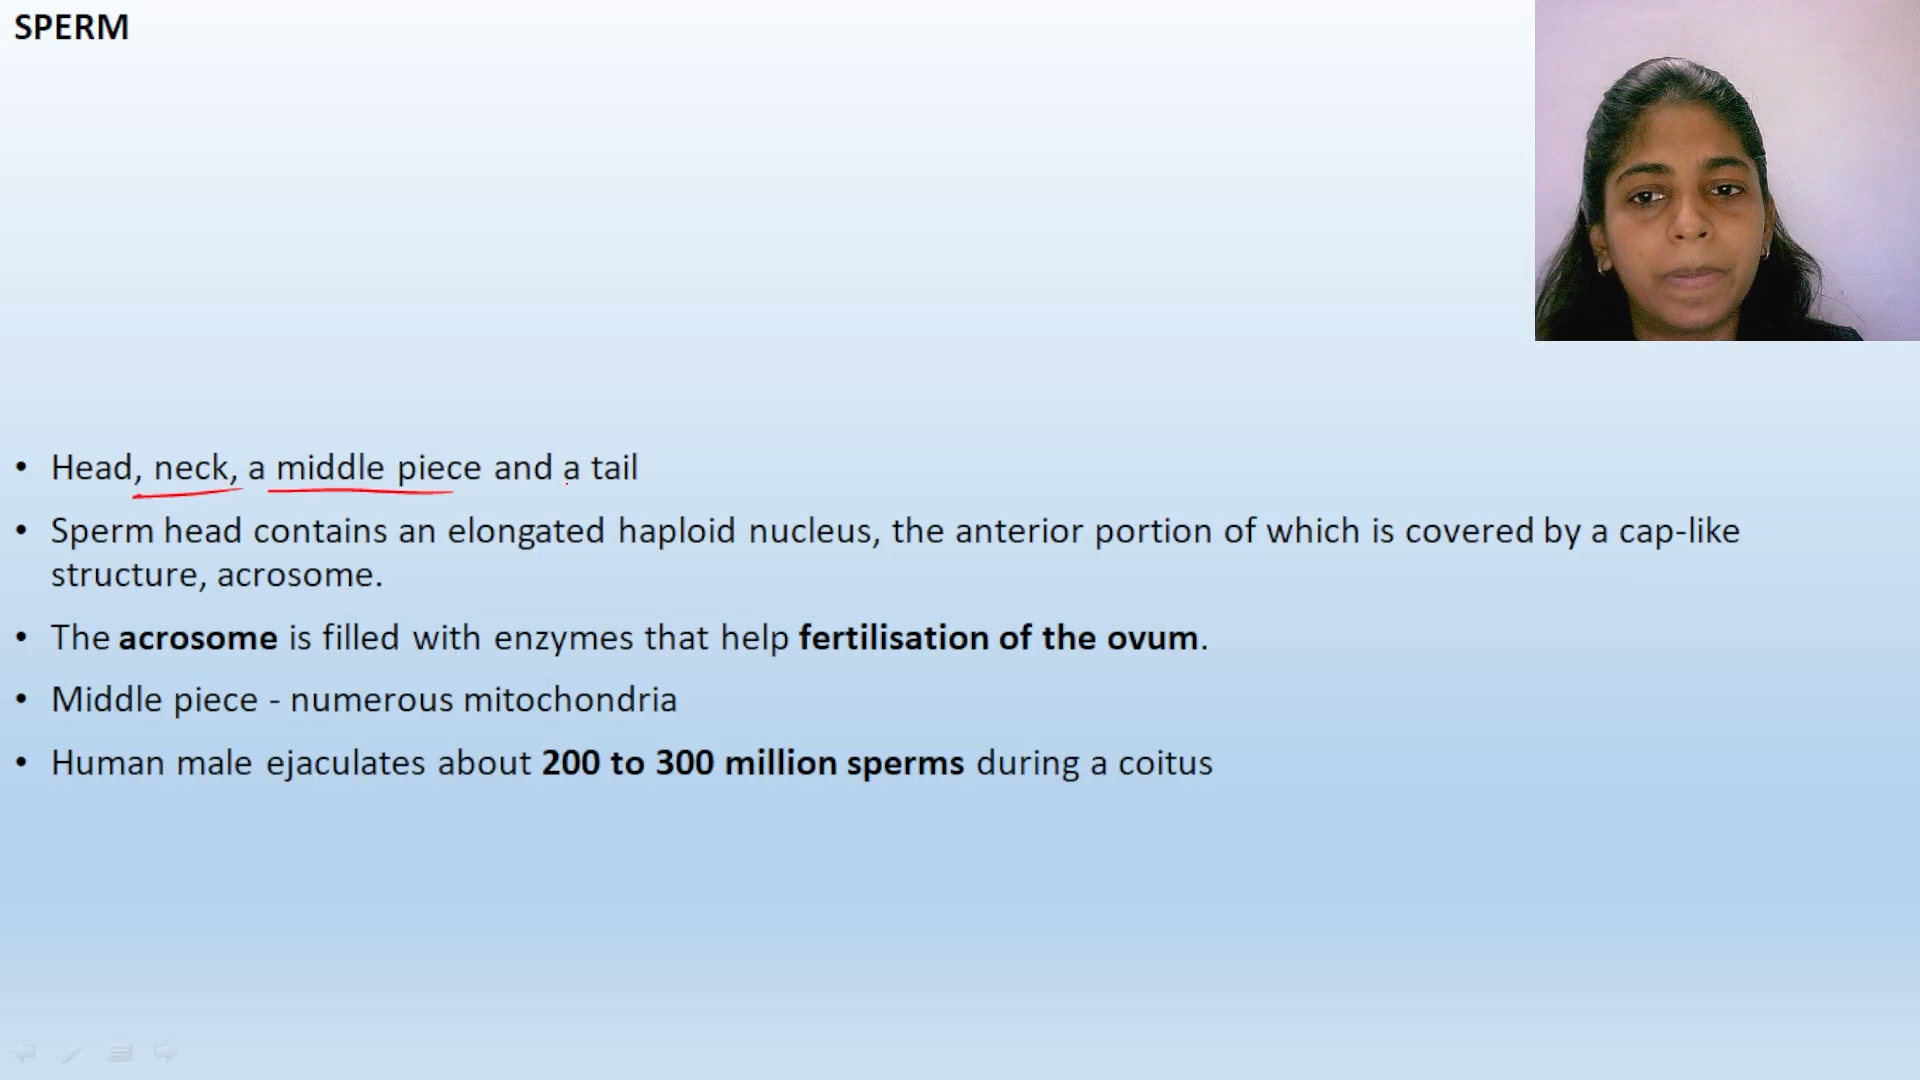 SPERM
• Head, neck, a middle piece and a tail
• Sperm head contains an elongated haploid nucleus, the anterior portion of which is covered by a cap-like
structure, acrosome.
• The acrosome is filled with enzymes that help fertilisation of the ovum.
• Middle piece - numerous mitochondria
• Human male ejaculates about 200 to 300 million sperms during a coitus